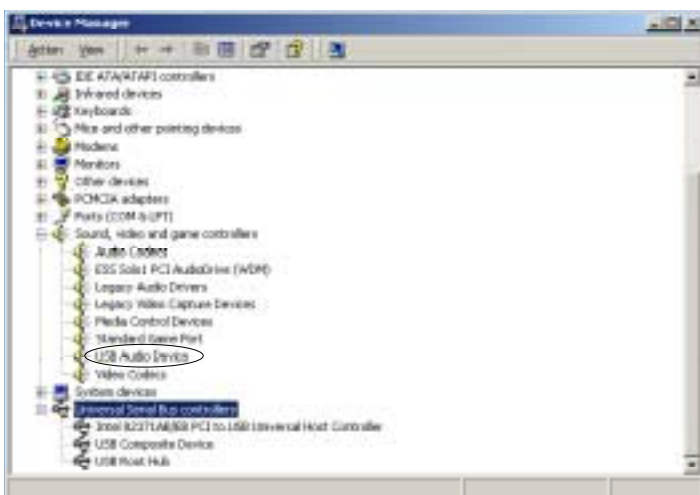 Device Manager
Action View
IDE ATA/ATAPI controllers
Infrared devices
Keyboards
Mice and other pointing devices
Modems
Monitors
Other devices
PCMCIA adapters
Ports (COM & LPT)
Sound, video and game controllers
Audio Codecs
ESS Solo1 PCI AudioDrive (WDM)
Legacy Audio Drivers
Legacy Video Capture Devices
Media Control Devices
Standard Game Port
USB Audio Device
Video Codecs
System devices
Universal Serial Bus controllers
Intel 82371AB/EB PCI to USB Universal Host Controller
USB Composite Device
USB Root Hub